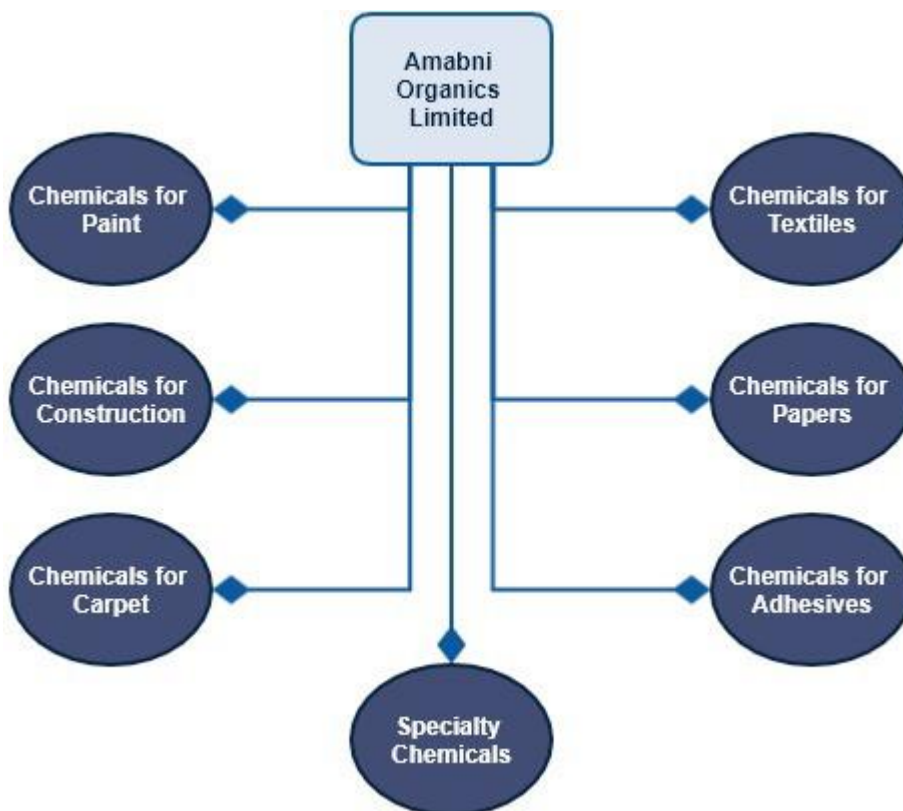 Amabni
Organics
Limited
Chemicals for
Paint
Chemicals for
Textiles
Chemicals for
Construction
Chemicals for
Papers
Chemicals for
Carpet
Chemicals for
Adhesives
Specialty
Chemicals